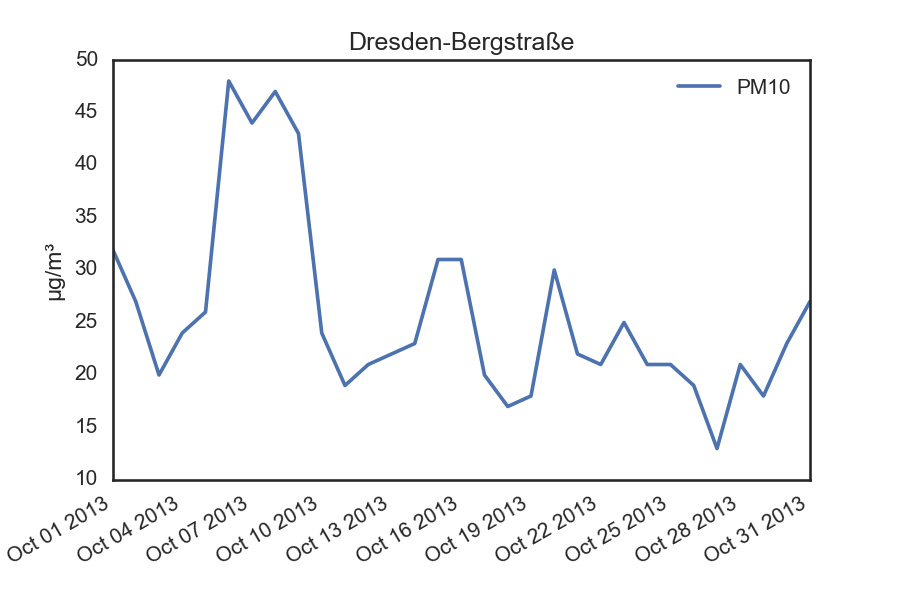 Dresden-Bergstraße
50
45
40
35
30
25
20
15
10
µg/m³
PM10
Oct 01 2013
Oct 04 2013
Oct 07 2013
Oct 10 2013
Oct 13 2013
Oct 16 2013
Oct 19 2013
Oct 22 2013
Oct 25 2013
Oct 28 2013
Oct 31 2013